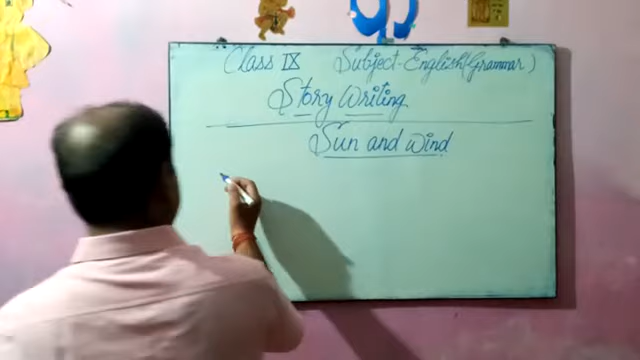 Class IX Subject-English(Grammar)
Story Writing
Sun and Wind